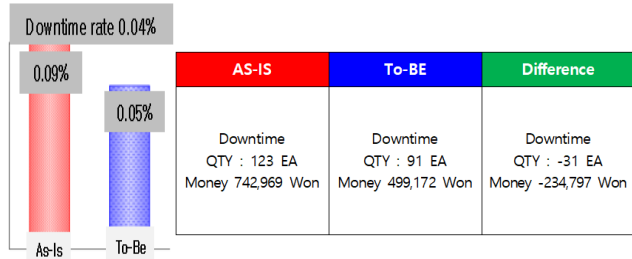 Downtime rate 0.04%
0.09%
0.05%
As-Is
To-Be
AS-IS
To-BE
Difference
Downtime
QTY : 123 EA
Money 742,969 Won
Downtime
QTY : 91 EA
Money 499,172 Won
Downtime
QTY : -31 EA
Money -234,797 Won